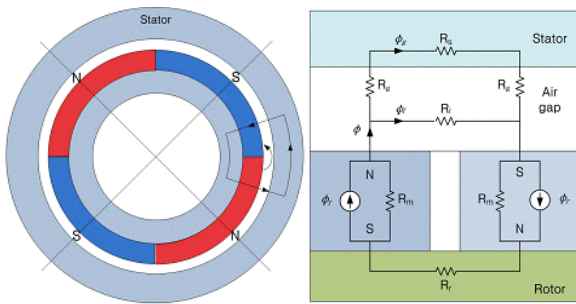 Stator
N
S
S
N
ϕg
Rs
Stator
Rg
Rg
Air
gap
ϕl
Rl
ϕ
N
S
ϕr
Rm
Rm
ϕr
S
N
Rr
Rotor